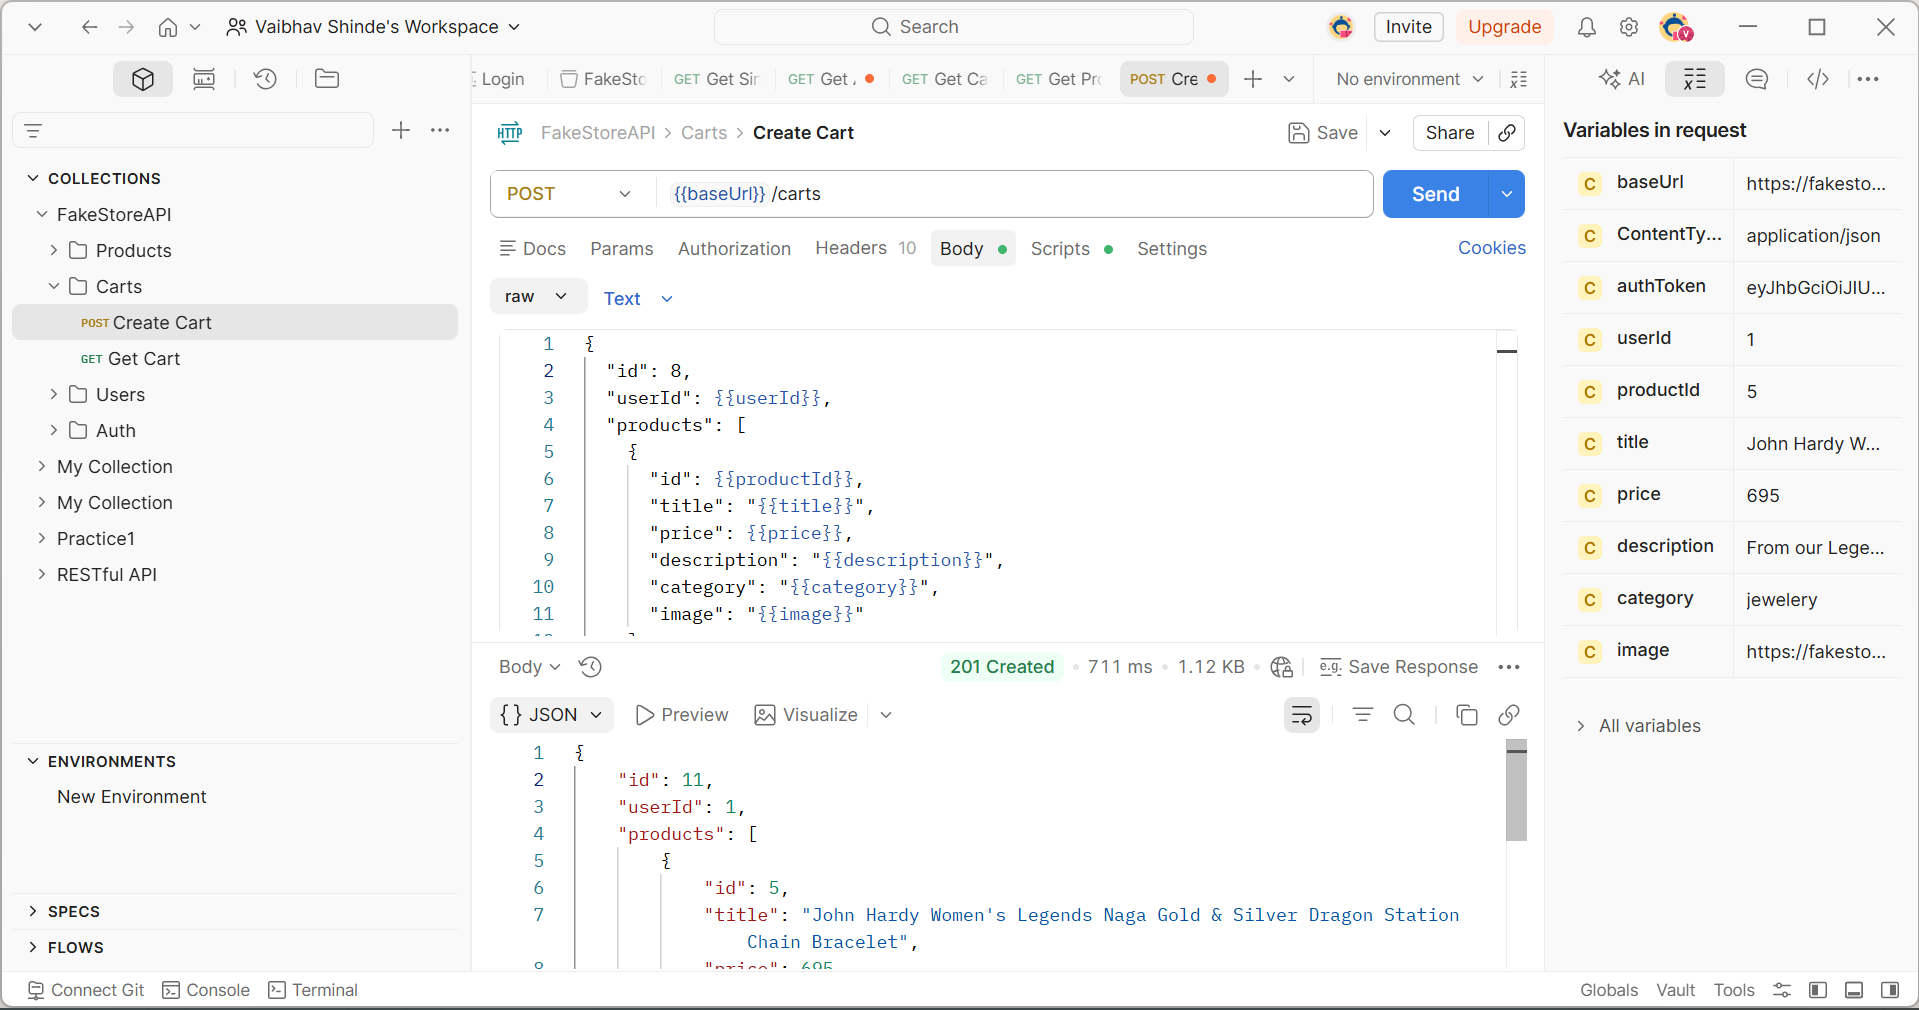 Vaibhav Shinde's Workspace
Search
Invite
Upgrade
V
Login
FakeSto
GET Get Sin
GET Get
GET Get Ca
GET Get Pro
POST Cre
No environment
AI
FakeStoreAPI > Carts > Create Cart
Save
Share
Variables in request
COLLECTIONS
FakeStoreAPI
Products
Carts
POST Create Cart
GET Get Cart
Users
Auth
My Collection
My Collection
Practice1
RESTful API
ENVIRONMENTS
New Environment
SPECS
FLOWS
HTTP
POST
{{baseUrl}} /carts
Send
Docs
Params
Authorization
Headers 10
Body
Scripts
Settings
Cookies
raw
Text
1 {
2 "id": 8,
3 "userId": {{userId}},
4 "products": [
5 {
6 "id": {{productId}},
7 "title": "{{title}}",
8 "price": {{price}},
9 "description": "{{description}}",
10 "category": "{{category}}",
11 "image": "{{image}}"
Body
201 Created
711 ms
1.12 KB
e.g. Save Response
{} JSON
Preview
Visualize
1 {
2 "id": 11,
3 "userId": 1,
4 "products": [
5 {
6 "id": 5,
7 "title": "John Hardy Women's Legends Naga Gold & Silver Dragon Station
Chain Bracelet",
8 "price": 695
C baseUrl https://fakesto...
C ContentTy... application/json
C authToken eyJhbGciOiJIU...
C userId 1
C productId 5
C title John Hardy W...
C price 695
C description From our Lege...
C category jewelery
C image https://fakesto...
All variables
Connect Git
Console
Terminal
Globals
Vault
Tools